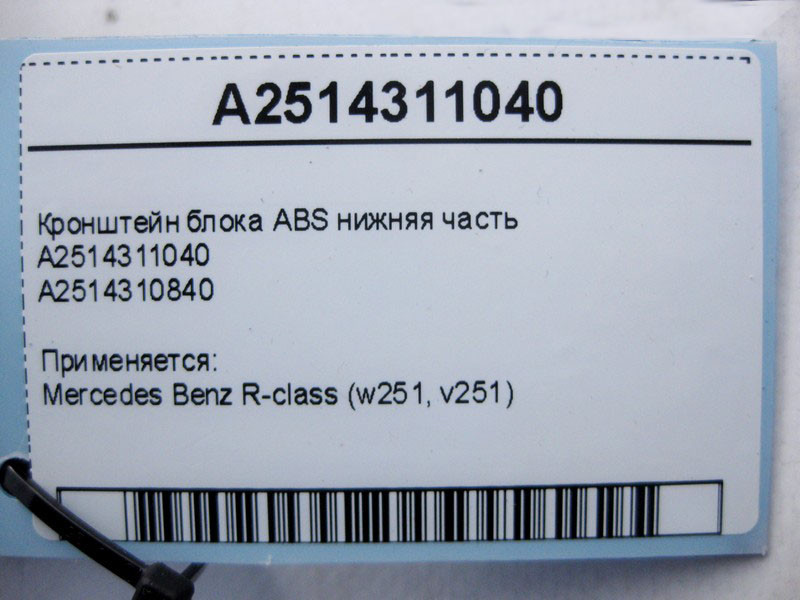 A2514311040
Кронштейн блока ABS нижняя часть
A2514311040
A2514310840
Применяется:
Mercedes Benz R-class (w251, v251)